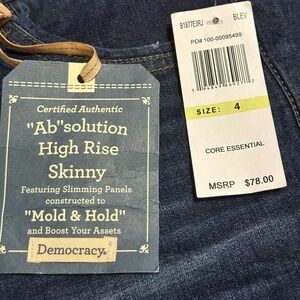 Certified Authentic
"Ab"solution
High Rise
Skinny
Featuring Slimming Panels
constructed to
"Mold & Hold"
and Boost Your Assets
Democracy.
B1877E3RJ
BLEV
PO# 100-00095499
SIZE: 4
CORE ESSENTIAL
MSRP $78.00